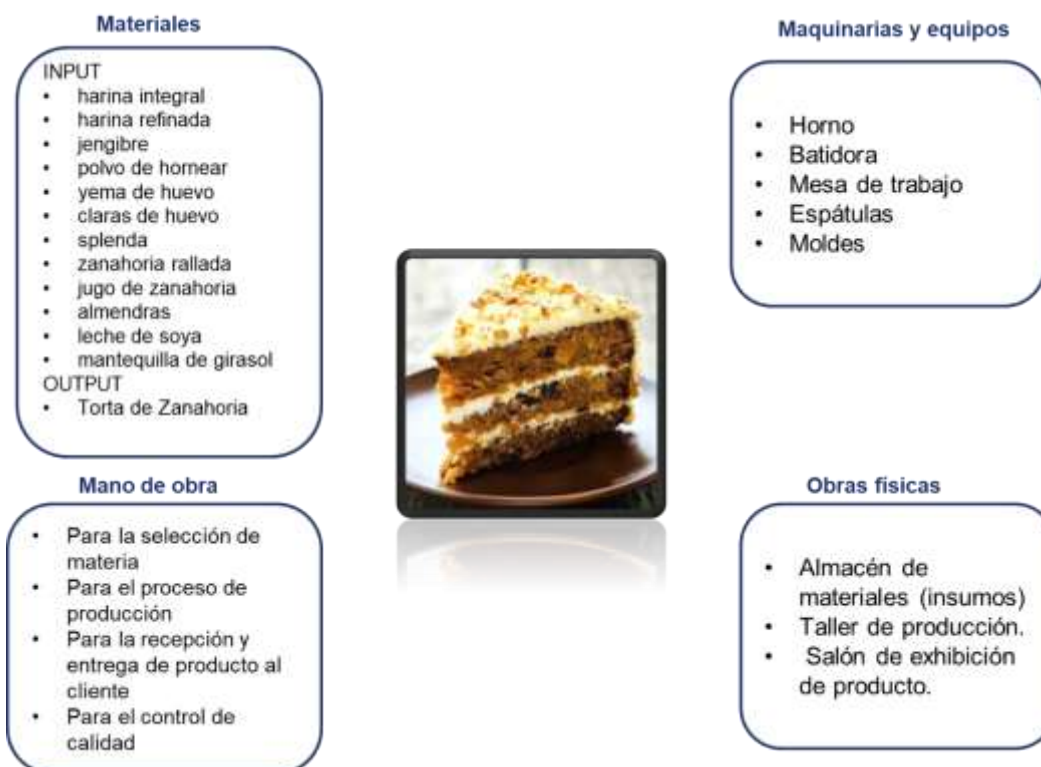 Materiales
INPUT
• harina integral
• harina refinada
• jengibre
• polvo de hornear
• yema de huevo
• claras de huevo
• splenda
• zanahoria rallada
• jugo de zanahoria
• almendras
• leche de soya
• mantequilla de girasol
OUTPUT
• Torta de Zanahoria
Maquinarias y equipos
• Horno
• Batidora
• Mesa de trabajo
• Espátulas
• Moldes
Mano de obra
• Para la selección de
materia
• Para el proceso de
producción
• Para la recepción y
entrega de producto al
cliente
• Para el control de
calidad
Obras fisicas
• Almacén de
materiales (insumos)
• Taller de producción.
• Salón de exhibición
de producto.